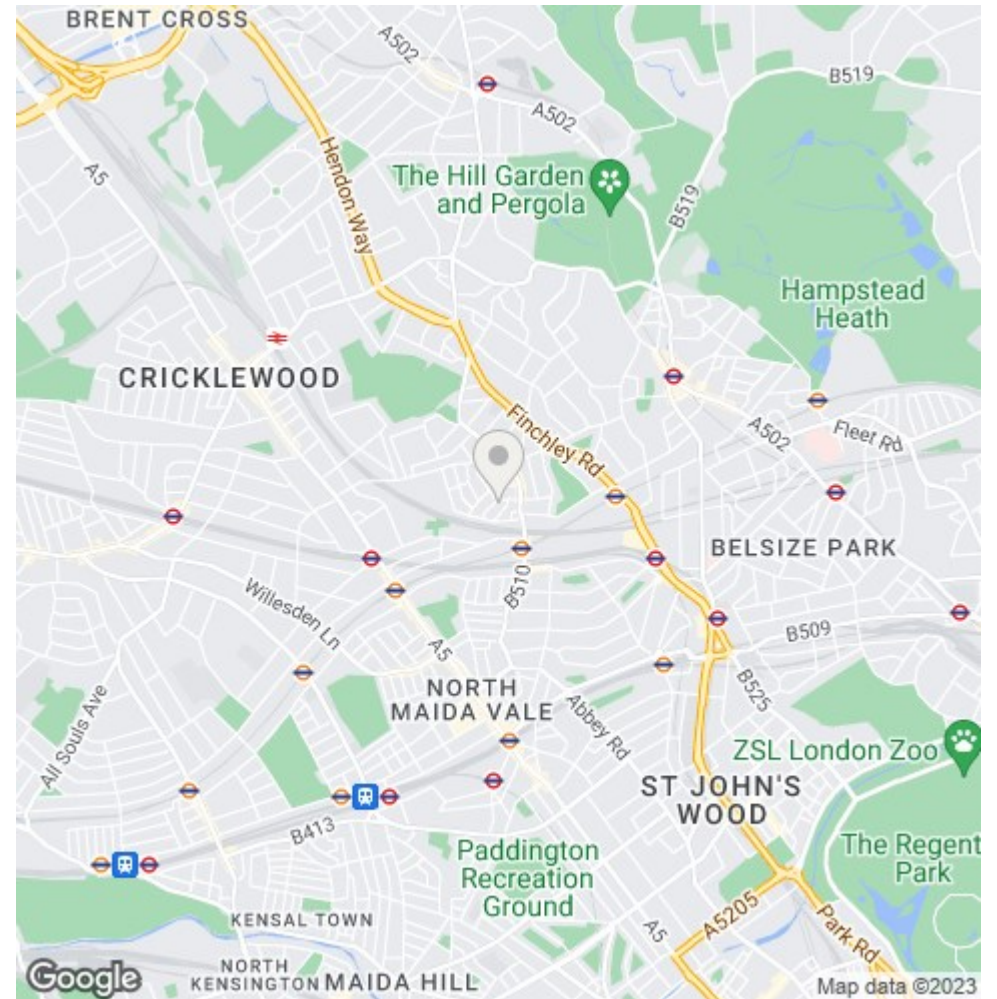 BRENT CROSS
A502
B519
A502
A5
Hendon Way
The Hill Garden
and Pergola
B519
Hampstead
Heath
CRICKLEWOOD
A502
Fleet Rd
Finchley Rd
BELSIZE PARK
Willesden Ln
B510
A5
B509
B525
NORTH
MAIDA VALE
Abbey Rd
All Souls Ave
ZSL London Zoo
ST JOHN'S
WOOD
B413
Paddington
Recreation
Ground
The Regent
Park
KENSAL TOWN
A5
A5205
Park Rd
NORTH
KENSINGTON
MAIDA HILL
Google
Map data ©2023